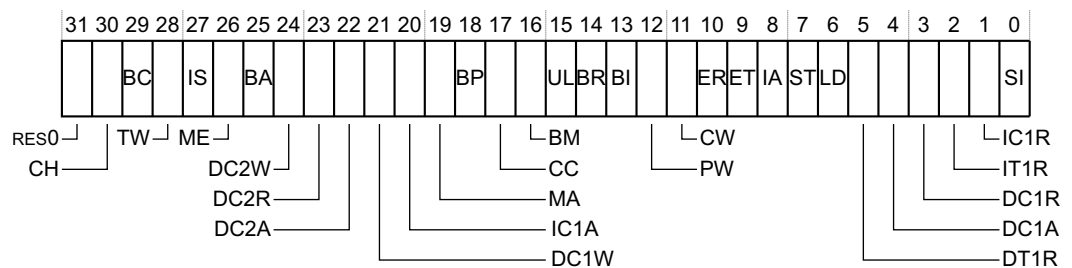 31 30 29 28 27 26 25 24 23 22 21 20 19 18 17 16 15 14 13 12 11 10 9 8 7 6 5 4 3 2 1 0
BC IS BA BP UL BR BI ER ET IA ST LD SI
RES0 TW ME BM CW IC1R
CH DC2W CC PW IT1R
DC2R MA DC1R
DC2A IC1A DC1A
DC1W DT1R